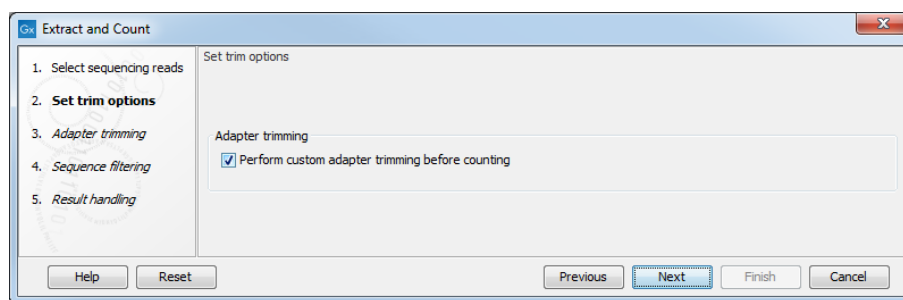 Gx Extract and Count
Set trim options
1. Select sequencing reads
2. Set trim options
3. Adapter trimming
4. Sequence filtering
5. Result handling
Adapter trimming
Perform custom adapter trimming before counting
Help Reset Previous Next Finish Cancel